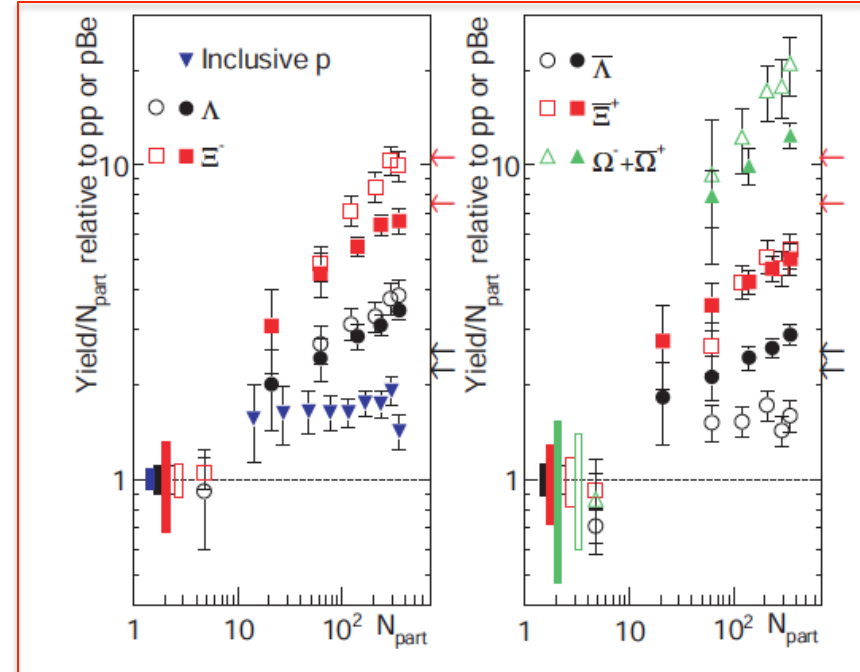 Yield/N_part relative to pp or pBe
Inclusive p
Λ
Ξ⁻
10
1
1
10
10² N_part
Yield/N_part relative to pp or pBe
Λ̅
Ξ̅⁺
Ω⁻+Ω̅⁺
10
1
1
10
10² N_part